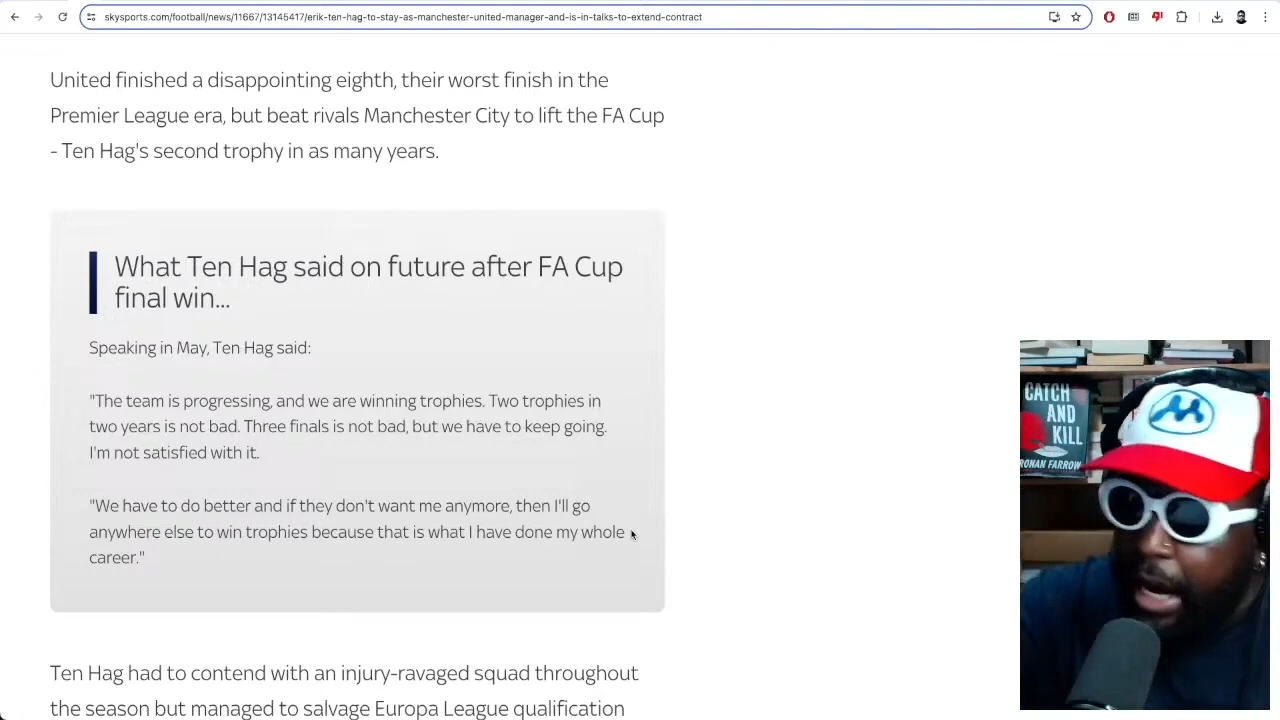 skysports.com/football/news/11667/13145417/erik-ten-hag-to-stay-as-manchester-united-manager-and-is-in-talks-to-extend-contract
United finished a disappointing eighth, their worst finish in the
Premier League era, but beat rivals Manchester City to lift the FA Cup
- Ten Hag's second trophy in as many years.
What Ten Hag said on future after FA Cup
final win...
Speaking in May, Ten Hag said:
"The team is progressing, and we are winning trophies. Two trophies in
two years is not bad. Three finals is not bad, but we have to keep going.
I'm not satisfied with it.
"We have to do better and if they don't want me anymore, then I'll go
anywhere else to win trophies because that is what I have done my whole
career."
Ten Hag had to contend with an injury-ravaged squad throughout
the season but managed to salvage Europa League qualification
CATCH
AND
KILL
RONAN FARROW
M